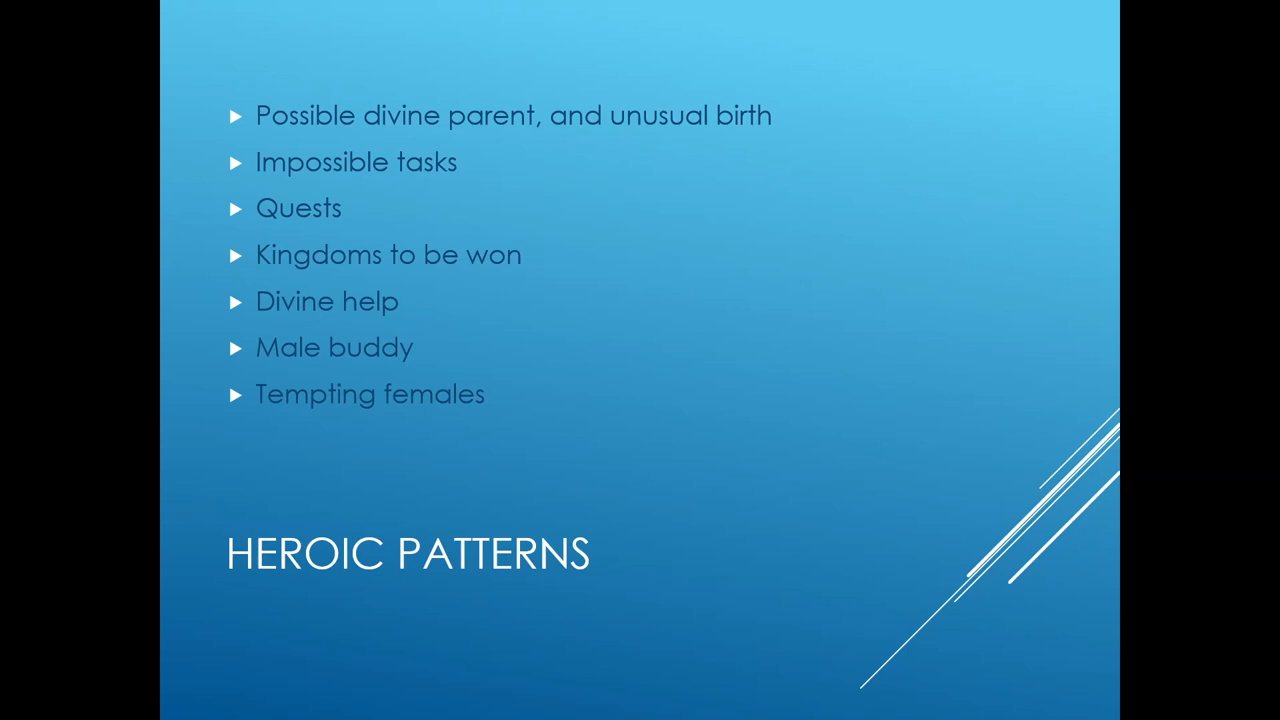 Possible divine parent, and unusual birth
Impossible tasks
Quests
Kingdoms to be won
Divine help
Male buddy
Tempting females
HEROIC PATTERNS